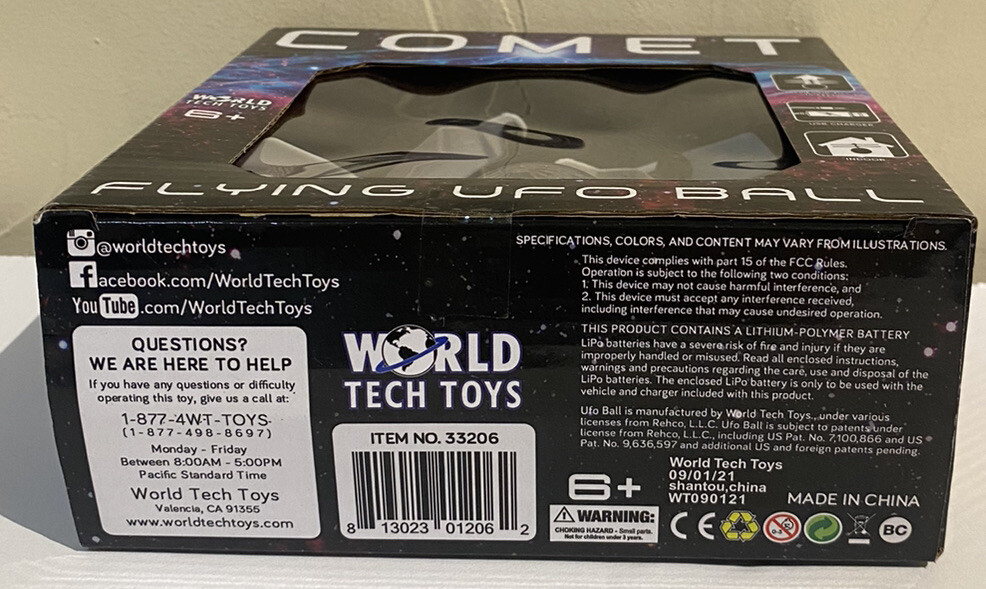 COMET
WORLD
TECH TOYS
6+
USB CHARGER
INDOOR
FLYING UFO BALL
@worldtechtoys
facebook.com/WorldTechToys
YouTube.com/WorldTechToys
QUESTIONS?
WE ARE HERE TO HELP
If you have any questions or difficulty
operating this toy, give us a call at:
1-877-4WT-TOYS
(1-877-498-8697)
Monday - Friday
Between 8:00AM - 5:00PM
Pacific Standard Time
World Tech Toys
Valencia, CA 91355
www.worldtechtoys.com
WORLD
TECH TOYS
ITEM NO. 33206
8 13023 01206 2
SPECIFICATIONS, COLORS, AND CONTENT MAY VARY FROM ILLUSTRATIONS.
This device complies with part 15 of the FCC Rules.
Operation is subject to the following two conditions:
1. This device may not cause harmful interference, and
2. This device must accept any interference received,
including interference that may cause undesired operation.
THIS PRODUCT CONTAINS A LITHIUM-POLYMER BATTERY
LiPo batteries have a severe risk of fire and injury if they are
improperly handled or misused. Read all enclosed instructions,
warnings and precautions regarding the care, use and disposal of the
LiPo batteries. The enclosed LiPo battery is only to be used with the
vehicle and charger included with this product.
Ufo Ball is manufactured by World Tech Toys., under various
licenses from Rehco, L.L.C. Ufo Ball is subject to patents under
license from Rehco, L.L.C., including US Pat. No. 7,100,866 and US
Pat. No. 9,636,597 and additional US and foreign patents pending.
6+
World Tech Toys
09/01/21
shantou,china
WT090121
MADE IN CHINA
WARNING:
CHOKING HAZARD - Small parts.
Not for children under 3 years.
CE
0-3
BC